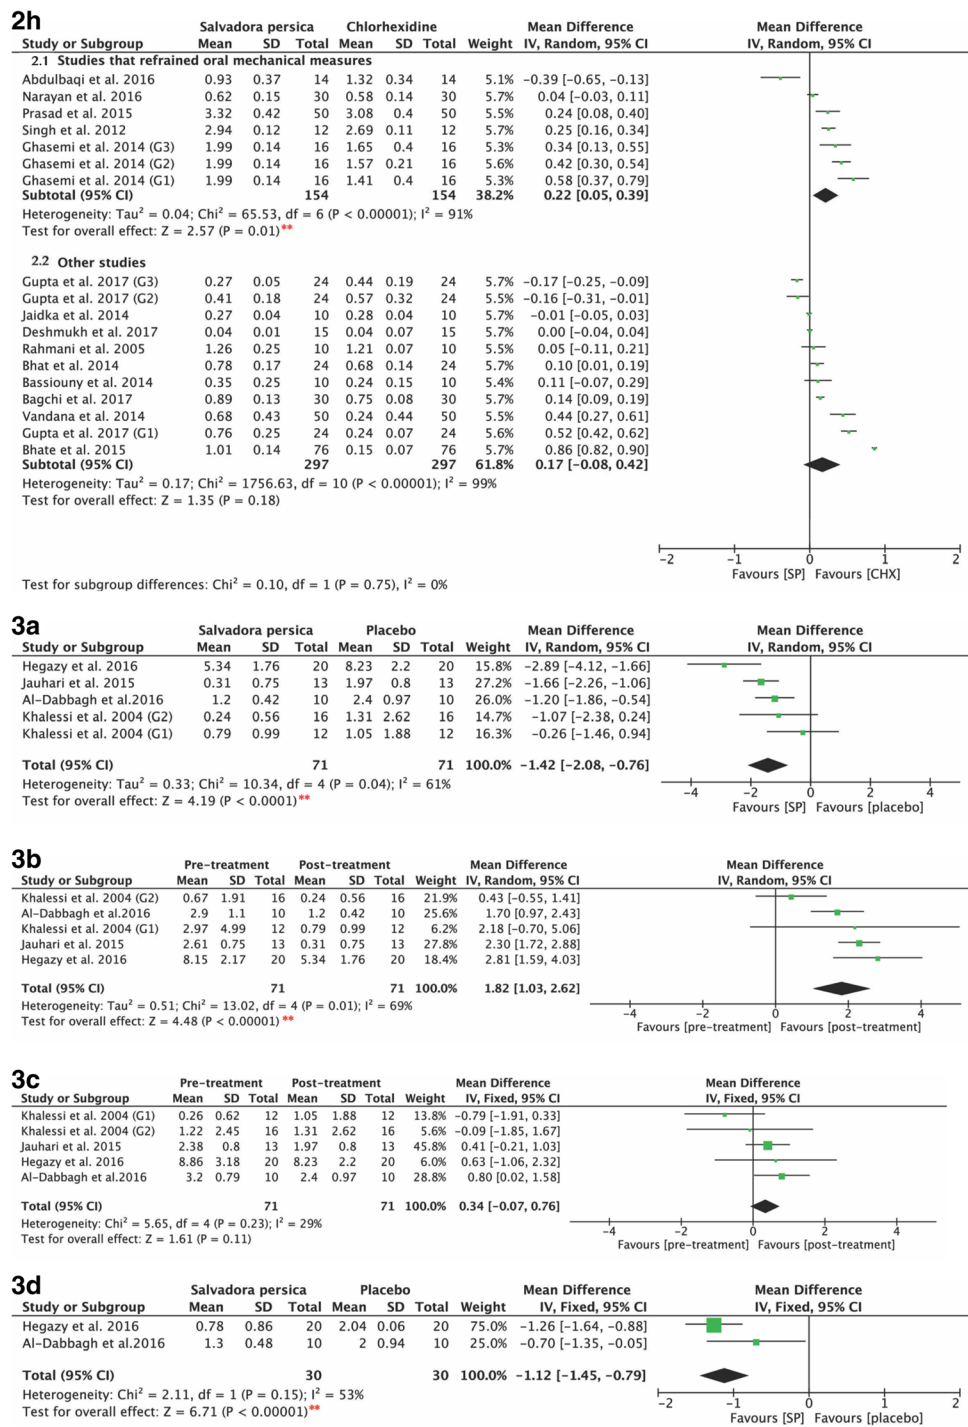 2h
Salvadora persica Chlorhexidine Mean Difference Mean Difference
Study or Subgroup Mean SD Total Mean SD Total Weight IV, Random, 95% CI IV, Random, 95% CI
2.1 Studies that refrained oral mechanical measures
Abdulbaqi et al. 2016 0.93 0.37 14 1.32 0.34 14 5.1% −0.39 [−0.65, −0.13]
Narayan et al. 2016 0.62 0.15 30 0.58 0.14 30 5.7% 0.04 [−0.03, 0.11]
Prasad et al. 2015 3.32 0.42 50 3.08 0.4 50 5.5% 0.24 [0.08, 0.40]
Singh et al. 2012 2.94 0.12 12 2.69 0.11 12 5.7% 0.25 [0.16, 0.34]
Ghasemi et al. 2014 (G3) 1.99 0.14 16 1.65 0.4 16 5.3% 0.34 [0.13, 0.55]
Ghasemi et al. 2014 (G2) 1.99 0.14 16 1.57 0.21 16 5.6% 0.42 [0.30, 0.54]
Ghasemi et al. 2014 (G1) 1.99 0.14 16 1.41 0.4 16 5.3% 0.58 [0.37, 0.79]
Subtotal (95% CI) 154 154 38.2% 0.22 [0.05, 0.39]
Heterogeneity: Tau² = 0.04; Chi² = 65.53, df = 6 (P < 0.00001); I² = 91%
Test for overall effect: Z = 2.57 (P = 0.01)**
2.2 Other studies
Gupta et al. 2017 (G3) 0.27 0.05 24 0.44 0.19 24 5.7% −0.17 [−0.25, −0.09]
Gupta et al. 2017 (G2) 0.41 0.18 24 0.57 0.32 24 5.6% −0.16 [−0.31, −0.01]
Jaidka et al. 2014 0.27 0.04 10 0.28 0.04 10 5.7% −0.01 [−0.05, 0.03]
Deshmukh et al. 2017 0.04 0.01 15 0.04 0.07 15 5.7% 0.00 [−0.04, 0.04]
Rahmani et al. 2005 1.26 0.25 10 1.21 0.07 10 5.5% 0.05 [−0.11, 0.21]
Bhat et al. 2014 0.78 0.17 24 0.68 0.14 24 5.7% 0.10 [0.01, 0.19]
Bassiouny et al. 2014 0.35 0.25 10 0.24 0.15 10 5.4% 0.11 [−0.07, 0.29]
Bagchi et al. 2017 0.89 0.13 30 0.75 0.08 30 5.7% 0.14 [0.09, 0.19]
Vandana et al. 2014 0.68 0.43 50 0.24 0.44 50 5.5% 0.44 [0.27, 0.61]
Gupta et al. 2017 (G1) 0.76 0.25 24 0.24 0.07 24 5.6% 0.52 [0.42, 0.62]
Bhate et al. 2015 1.01 0.14 76 0.15 0.07 76 5.7% 0.86 [0.82, 0.90]
Subtotal (95% CI) 297 297 61.8% 0.17 [−0.08, 0.42]
Heterogeneity: Tau² = 0.17; Chi² = 1756.63, df = 10 (P < 0.00001); I² = 99%
Test for overall effect: Z = 1.35 (P = 0.18)
−2 −1 0 1 2
Favours [SP] Favours [CHX]
Test for subgroup differences: Chi² = 0.10, df = 1 (P = 0.75), I² = 0%
3a
Salvadora persica Placebo Mean Difference Mean Difference
Study or Subgroup Mean SD Total Mean SD Total Weight IV, Random, 95% CI IV, Random, 95% CI
Hegazy et al. 2016 5.34 1.76 20 8.23 2.2 20 15.8% −2.89 [−4.12, −1.66]
Jauhari et al. 2015 0.31 0.75 13 1.97 0.8 13 27.2% −1.66 [−2.26, −1.06]
Al-Dabbagh et al.2016 1.2 0.42 10 2.4 0.97 10 26.0% −1.20 [−1.86, −0.54]
Khalessi et al. 2004 (G2) 0.24 0.56 16 1.31 2.62 16 14.7% −1.07 [−2.38, 0.24]
Khalessi et al. 2004 (G1) 0.79 0.99 12 1.05 1.88 12 16.3% −0.26 [−1.46, 0.94]
Total (95% CI) 71 71 100.0% −1.42 [−2.08, −0.76]
Heterogeneity: Tau² = 0.33; Chi² = 10.34, df = 4 (P = 0.04); I² = 61%
Test for overall effect: Z = 4.19 (P < 0.0001)**
−4 −2 0 2 4
Favours [SP] Favours [placebo]
3b
Pre-treatment Post-treatment Mean Difference Mean Difference
Study or Subgroup Mean SD Total Mean SD Total Weight IV, Random, 95% CI IV, Random, 95% CI
Khalessi et al. 2004 (G2) 0.67 1.91 16 0.24 0.56 16 21.9% 0.43 [−0.55, 1.41]
Al-Dabbagh et al.2016 2.9 1.1 10 1.2 0.42 10 25.6% 1.70 [0.97, 2.43]
Khalessi et al. 2004 (G1) 2.97 4.99 12 0.79 0.99 12 6.2% 2.18 [−0.70, 5.06]
Jauhari et al. 2015 2.61 0.75 13 0.31 0.75 13 27.8% 2.30 [1.72, 2.88]
Hegazy et al. 2016 8.15 2.17 20 5.34 1.76 20 18.4% 2.81 [1.59, 4.03]
Total (95% CI) 71 71 100.0% 1.82 [1.03, 2.62]
Heterogeneity: Tau² = 0.51; Chi² = 13.02, df = 4 (P = 0.01); I² = 69%
Test for overall effect: Z = 4.48 (P < 0.00001) **
−4 −2 0 2 4
Favours [pre-treatment] Favours [post-treatment]
3c
Pre-treatment Post-treatment Mean Difference Mean Difference
Study or Subgroup Mean SD Total Mean SD Total Weight IV, Fixed, 95% CI IV, Fixed, 95% CI
Khalessi et al. 2004 (G1) 0.26 0.62 12 1.05 1.88 12 13.8% −0.79 [−1.91, 0.33]
Khalessi et al. 2004 (G2) 1.22 2.45 16 1.31 2.62 16 5.6% −0.09 [−1.85, 1.67]
Jauhari et al. 2015 2.38 0.8 13 1.97 0.8 13 45.8% 0.41 [−0.21, 1.03]
Hegazy et al. 2016 8.86 3.18 20 8.23 2.2 20 6.0% 0.63 [−1.06, 2.32]
Al-Dabbagh et al.2016 3.2 0.79 10 2.4 0.97 10 28.8% 0.80 [0.02, 1.58]
Total (95% CI) 71 71 100.0% 0.34 [−0.07, 0.76]
Heterogeneity: Chi² = 5.65, df = 4 (P = 0.23); I² = 29%
Test for overall effect: Z = 1.61 (P = 0.11)
−4 −2 0 2 4
Favours [pre-treatment] Favours [post-treatment]
3d
Salvadora persica Placebo Mean Difference Mean Difference
Study or Subgroup Mean SD Total Mean SD Total Weight IV, Fixed, 95% CI IV, Fixed, 95% CI
Hegazy et al. 2016 0.78 0.86 20 2.04 0.06 20 75.0% −1.26 [−1.64, −0.88]
Al-Dabbagh et al.2016 1.3 0.48 10 2 0.94 10 25.0% −0.70 [−1.35, −0.05]
Total (95% CI) 30 30 100.0% −1.12 [−1.45, −0.79]
Heterogeneity: Chi² = 2.11, df = 1 (P = 0.15); I² = 53%
Test for overall effect: Z = 6.71 (P < 0.00001)**
−2 −1 0 1 2
Favours [SP] Favours [placebo]